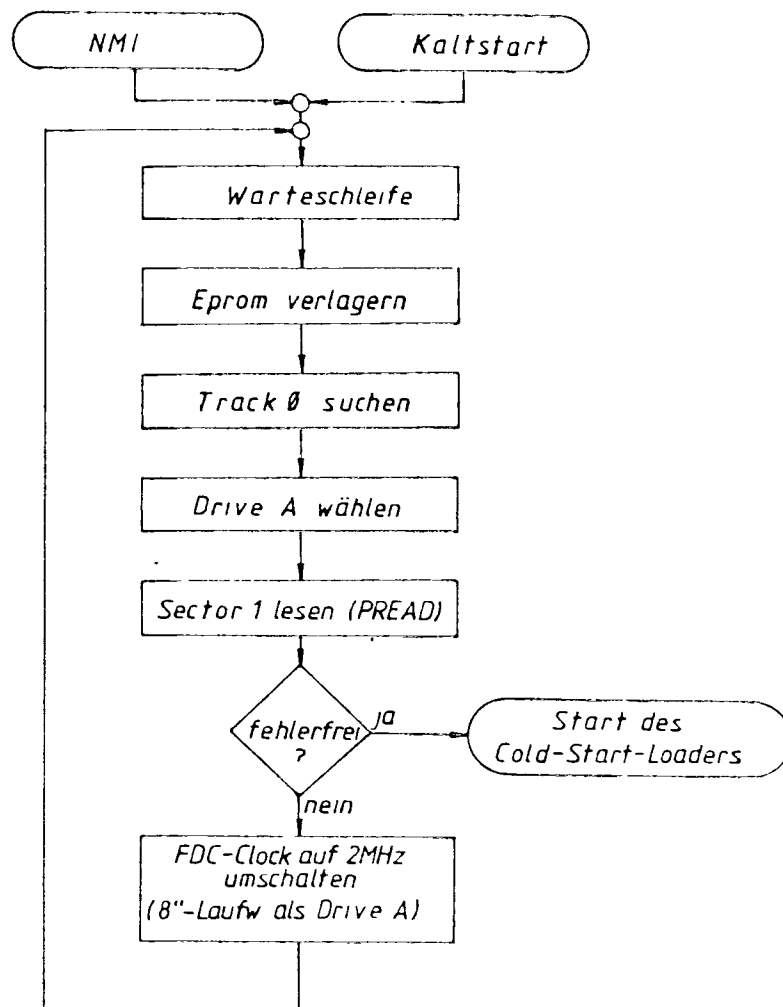 NMI
Kaltstart
Warteschleife
Eprom verlagern
Track 0 suchen
Drive A wählen
Sector 1 lesen (PREAD)
fehlerfrei
?
ja
Start des
Cold-Start-Loaders
nein
FDC-Clock auf 2MHz
umschalten
(8"-Laufw als Drive A)